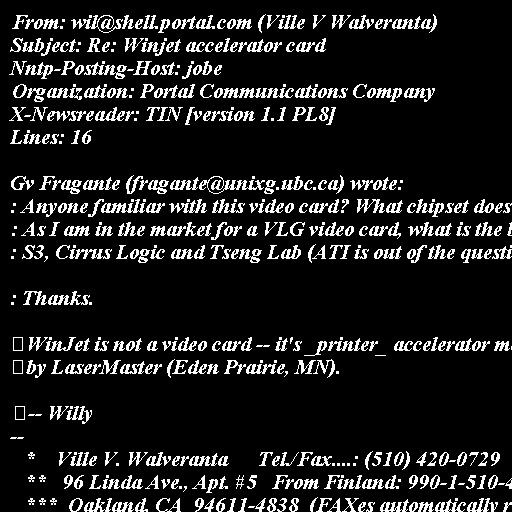 From: wil@shell.portal.com (Ville V Walveranta)
Subject: Re: Winjet accelerator card
Nntp-Posting-Host: jobe
Organization: Portal Communications Company
X-Newsreader: TIN [version 1.1 PL8]
Lines: 16

Gv Fragante (fragante@unixg.ubc.ca) wrote:
: Anyone familiar with this video card? What chipset does
: As I am in the market for a VLG video card, what is the
: S3, Cirrus Logic and Tseng Lab (ATI is out of the

: Thanks.

WinJet is not a video card -- it's _printer_ accelerator
by LaserMaster (Eden Prairie, MN).

-- Willy
--
* Ville V. Walveranta Tel./Fax....: (510) 420-0729
** 96 Linda Ave., Apt. #5 From Finland: 990-1-510-4
*** Oakland, CA 94611-4838 (FAXes automatically